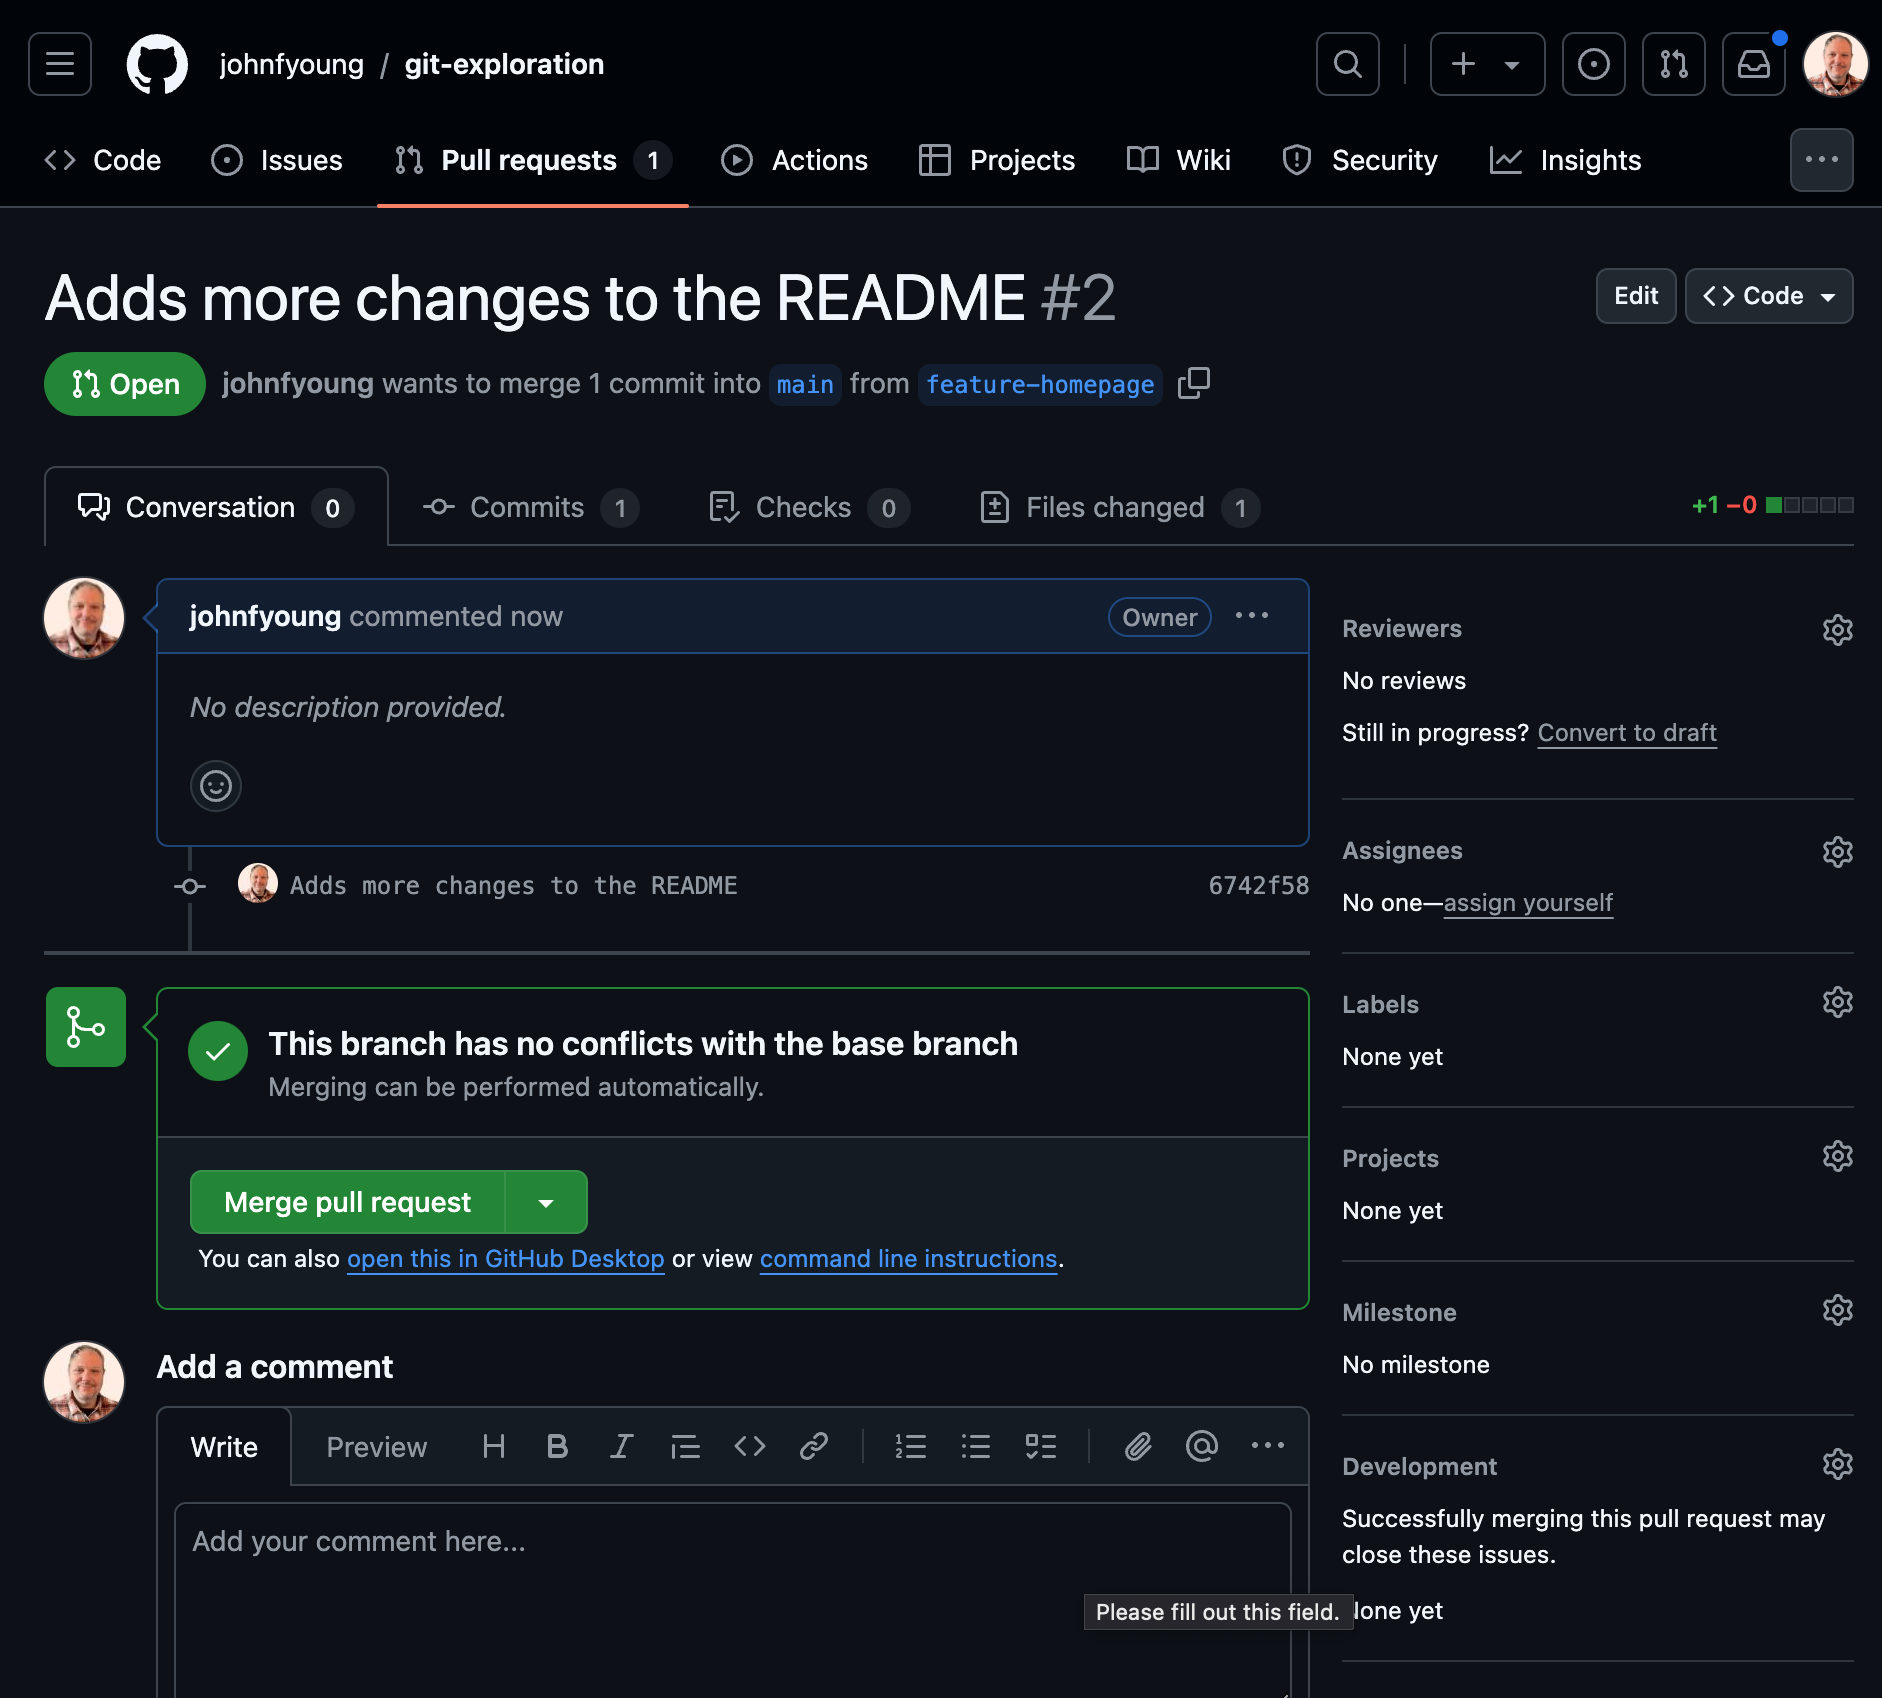 johnfyoung / git-exploration
Code Issues Pull requests 1 Actions Projects Wiki Security Insights
Adds more changes to the README #2
Edit Code
Open johnfyoung wants to merge 1 commit into main from feature-homepage
Conversation 0 Commits 1 Checks 0 Files changed 1 +1 −0
johnfyoung commented now Owner
No description provided.
Adds more changes to the README 6742f58
This branch has no conflicts with the base branch
Merging can be performed automatically.
Merge pull request
You can also open this in GitHub Desktop or view command line instructions.
Add a comment
Write Preview
Add your comment here...
Please fill out this field.
Reviewers
No reviews
Still in progress? Convert to draft
Assignees
No one—assign yourself
Labels
None yet
Projects
None yet
Milestone
No milestone
Development
Successfully merging this pull request may
close these issues.
yet